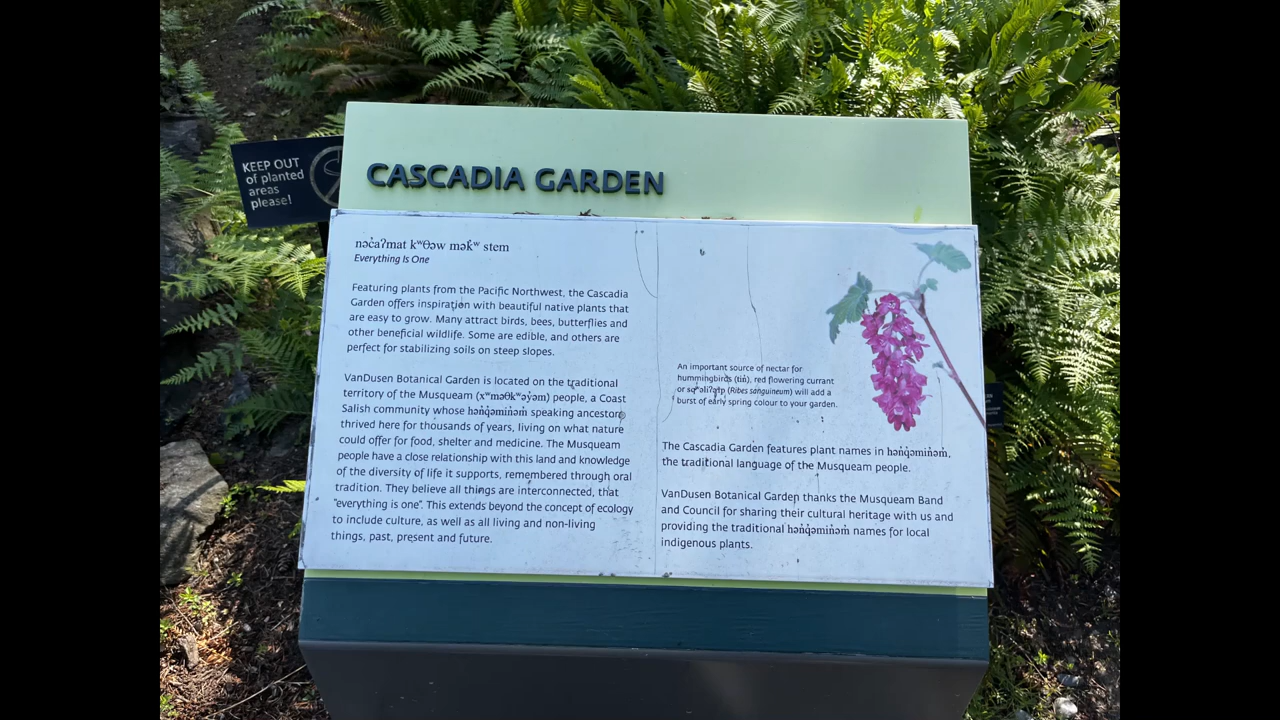 KEEP OUT
of planted
areas
please!
CASCADIA GARDEN
nəc̓aʔmat kʷθəw mək̓ʷ stem
Everything Is One
Featuring plants from the Pacific Northwest, the Cascadia
Garden offers inspiration with beautiful native plants that
are easy to grow. Many attract birds, bees, butterflies and
other beneficial wildlife. Some are edible, and others are
perfect for stabilizing soils on steep slopes.
VanDusen Botanical Garden is located on the traditional
territory of the Musqueam (xʷməθkʷəy̓əm) people, a Coast
Salish community whose hən̓q̓əmin̓əm̓ speaking ancestors
thrived here for thousands of years, living on what nature
could offer for food, shelter and medicine. The Musqueam
people have a close relationship with this land and knowledge
of the diversity of life it supports, remembered through oral
tradition. They believe all things are interconnected, that
"everything is one". This extends beyond the concept of ecology
to include culture, as well as all living and non-living
things, past, present and future.
An important source of nectar for
hummingbirds (tin̓), red flowering currant
or (Ribes sanguineum) will add a
burst of early spring colour to your garden.
The Cascadia Garden features plant names in hən̓q̓əmin̓əm̓,
the traditional language of the Musqueam people.
VanDusen Botanical Garden thanks the Musqueam Band
and Council for sharing their cultural heritage with us and
providing the traditional hən̓q̓əmin̓əm̓ names for local
indigenous plants.